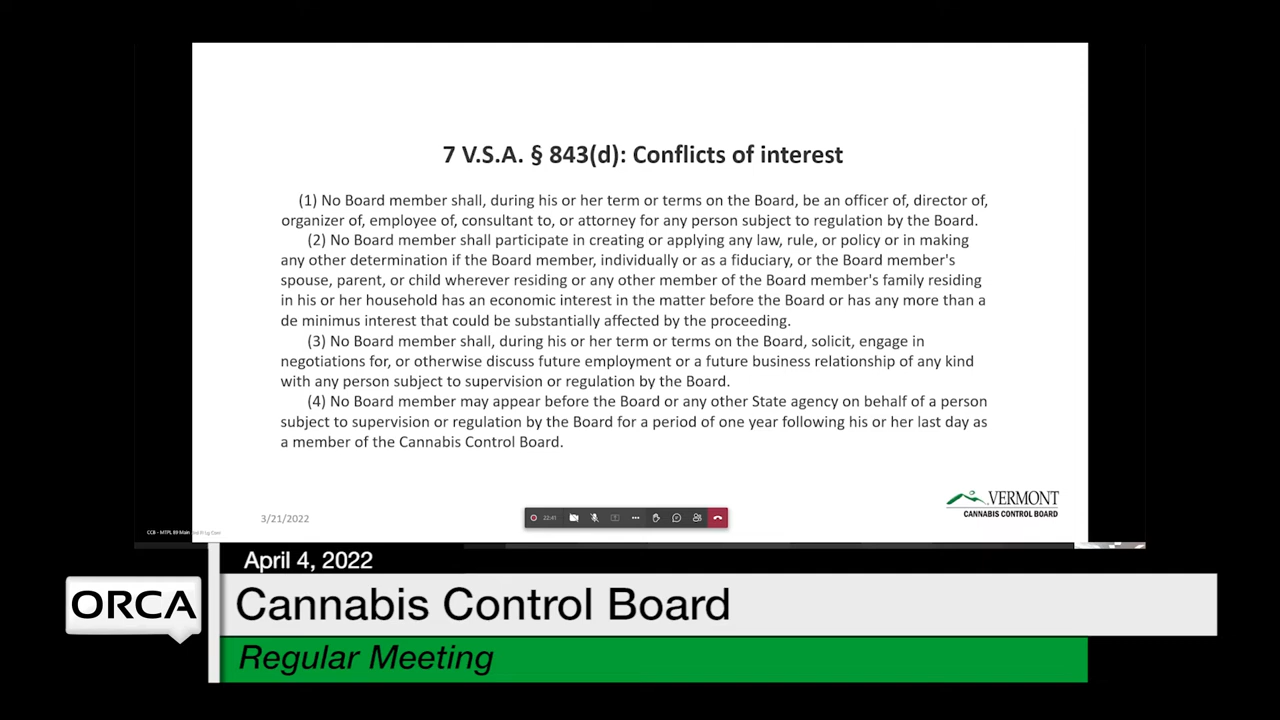 7 V.S.A. § 843(d): Conflicts of interest
(1) No Board member shall, during his or her term or terms on the Board, be an officer of, director of,
organizer of, employee of, consultant to, or attorney for any person subject to regulation by the Board.
(2) No Board member shall participate in creating or applying any law, rule, or policy or in making
any other determination if the Board member, individually or as a fiduciary, or the Board member's
spouse, parent, or child wherever residing or any other member of the Board member's family residing
in his or her household has an economic interest in the matter before the Board or has any more than a
de minimus interest that could be substantially affected by the proceeding.
(3) No Board member shall, during his or her term or terms on the Board, solicit, engage in
negotiations for, or otherwise discuss future employment or a future business relationship of any kind
with any person subject to supervision or regulation by the Board.
(4) No Board member may appear before the Board or any other State agency on behalf of a person
subject to supervision or regulation by the Board for a period of one year following his or her last day as
a member of the Cannabis Control Board.
VERMONT
CANNABIS CONTROL BOARD
3/21/2022
22:41
CCB - MTPL 89 Main
April 4, 2022
ORCA
Cannabis Control Board
Regular Meeting